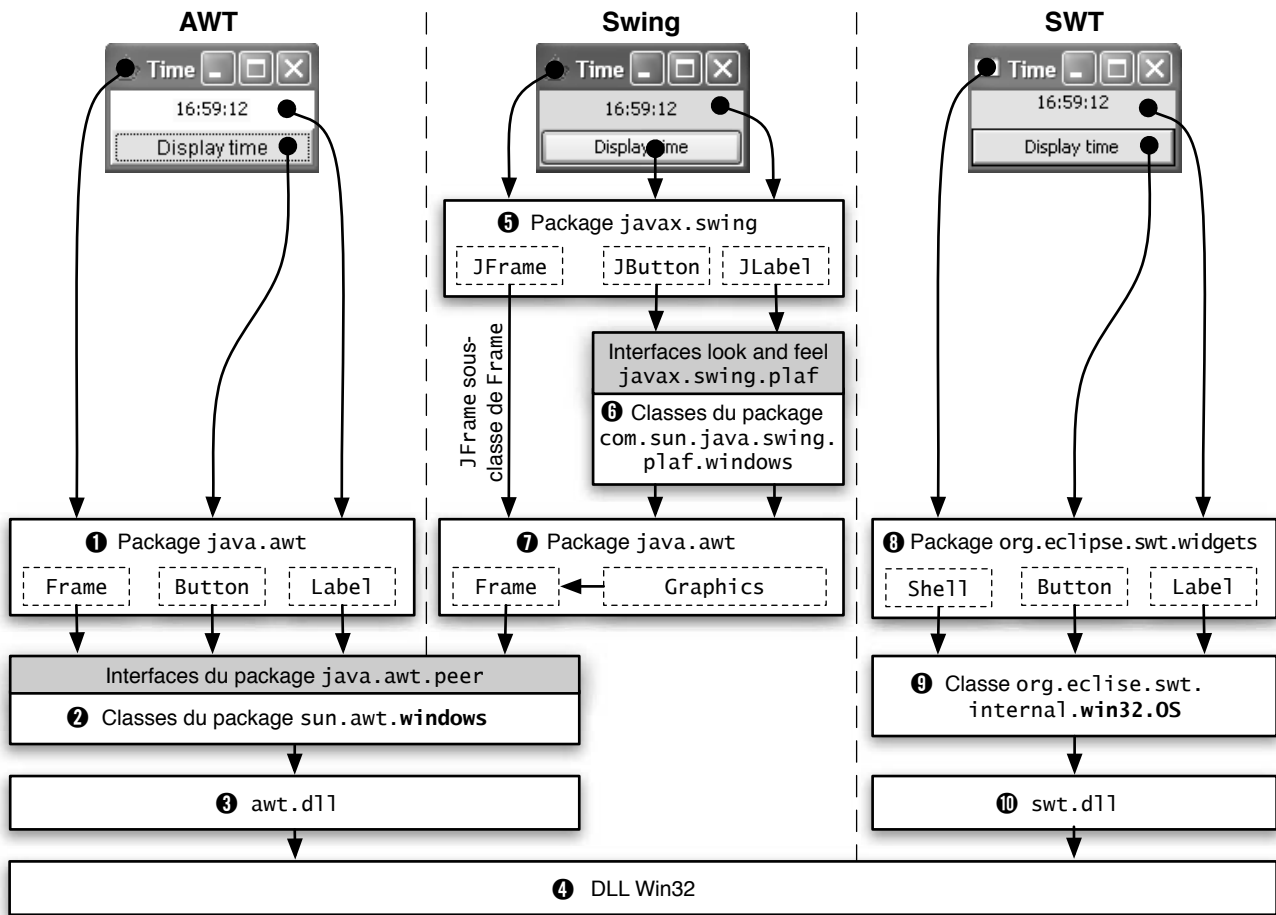 AWT
Swing
SWT
Time
16:59:12
Display time
Time
16:59:12
Display time
Time
16:59:12
Display time
❺ Package javax.swing
JFrame
JButton
JLabel
JFrame sous-
classe de Frame
Interfaces look and feel
javax.swing.plaf
❻ Classes du package
com.sun.java.swing.
plaf.windows
❶ Package java.awt
Frame
Button
Label
❼ Package java.awt
Frame
Graphics
❽ Package org.eclipse.swt.widgets
Shell
Button
Label
Interfaces du package java.awt.peer
❷ Classes du package sun.awt.windows
❾ Classe org.eclise.swt.
internal.win32.OS
❸ awt.dll
❿ swt.dll
❹ DLL Win32